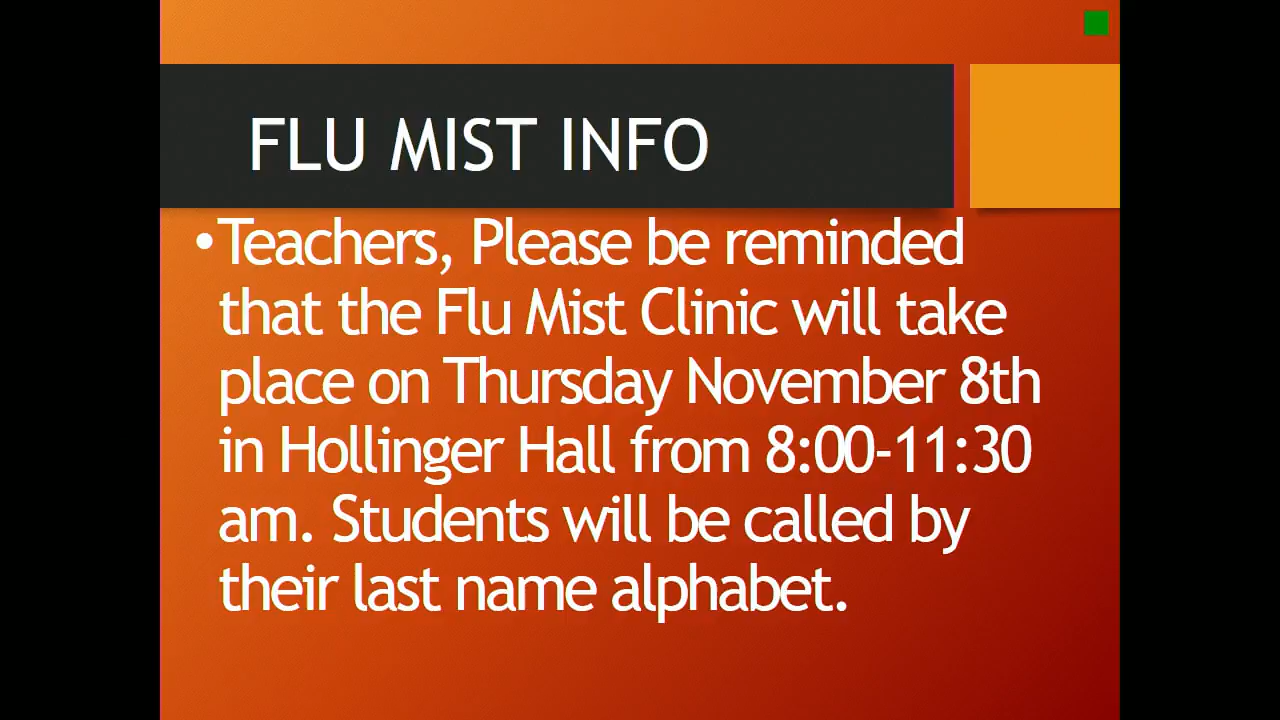 FLU MIST INFO
•Teachers, Please be reminded
that the Flu Mist Clinic will take
place on Thursday November 8th
in Hollinger Hall from 8:00-11:30
am. Students will be called by
their last name alphabet.